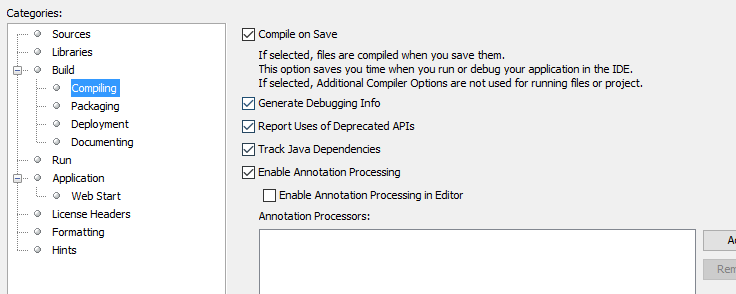 Categories:
Sources
Libraries
Build
Compiling
Packaging
Deployment
Documenting
Run
Application
Web Start
License Headers
Formatting
Hints
Compile on Save
If selected, files are compiled when you save them.
This option saves you time when you run or debug your application in the IDE.
If selected, Additional Compiler Options are not used for running files or project.
Generate Debugging Info
Report Uses of Deprecated APIs
Track Java Dependencies
Enable Annotation Processing
Enable Annotation Processing in Editor
Annotation Processors: